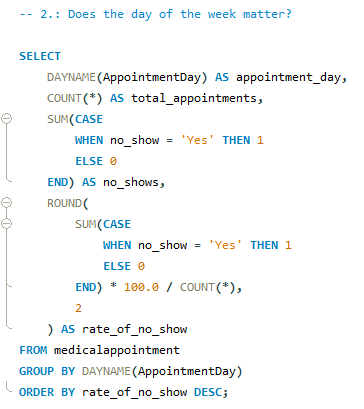 -- 2.: Does the day of the week matter?
SELECT
    DAYNAME(AppointmentDay) AS appointment_day,
    COUNT(*) AS total_appointments,
    SUM(CASE
        WHEN no_show = 'Yes' THEN 1
        ELSE 0
    END) AS no_shows,
    ROUND(
        SUM(CASE
            WHEN no_show = 'Yes' THEN 1
            ELSE 0
        END) * 100.0 / COUNT(*),
        2
    ) AS rate_of_no_show
FROM medicalappointment
GROUP BY DAYNAME(AppointmentDay)
ORDER BY rate_of_no_show DESC;